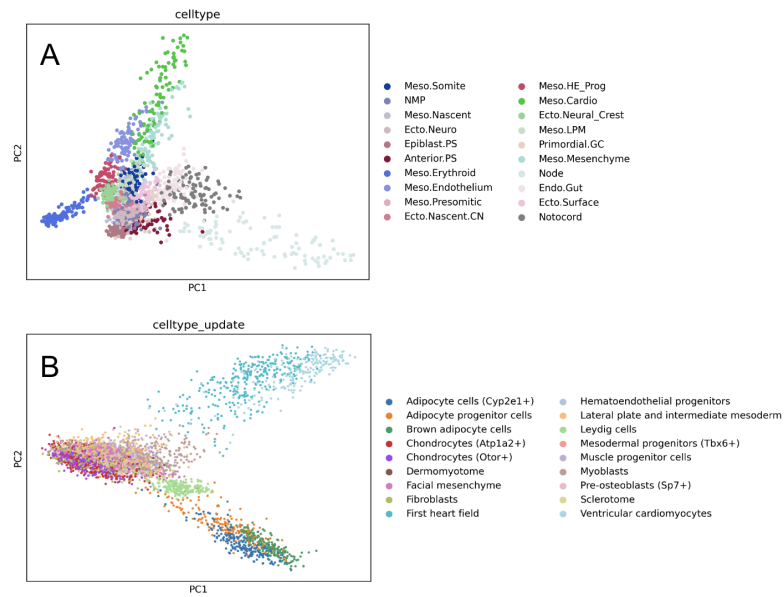 celltype
A
PC2
PC1
Meso.Somite
NMP
Meso.Nascent
Ecto.Neuro
Epiblast.PS
Anterior.PS
Meso.Erythroid
Meso.Endothelium
Meso.Presomitic
Ecto.Nascent.CN
Meso.HE_Prog
Meso.Cardio
Ecto.Neural_Crest
Meso.LPM
Primordial.GC
Meso.Mesenchyme
Node
Endo.Gut
Ecto.Surface
Notocord
celltype_update
B
PC2
PC1
Adipocyte cells (Cyp2e1+)
Adipocyte progenitor cells
Brown adipocyte cells
Chondrocytes (Atp1a2+)
Chondrocytes (Otor+)
Dermomyotome
Facial mesenchyme
Fibroblasts
First heart field
Hematoendothelial progenitors
Lateral plate and intermediate mesoderm
Leydig cells
Mesodermal progenitors (Tbx6+)
Muscle progenitor cells
Myoblasts
Pre-osteoblasts (Sp7+)
Sclerotome
Ventricular cardiomyocytes